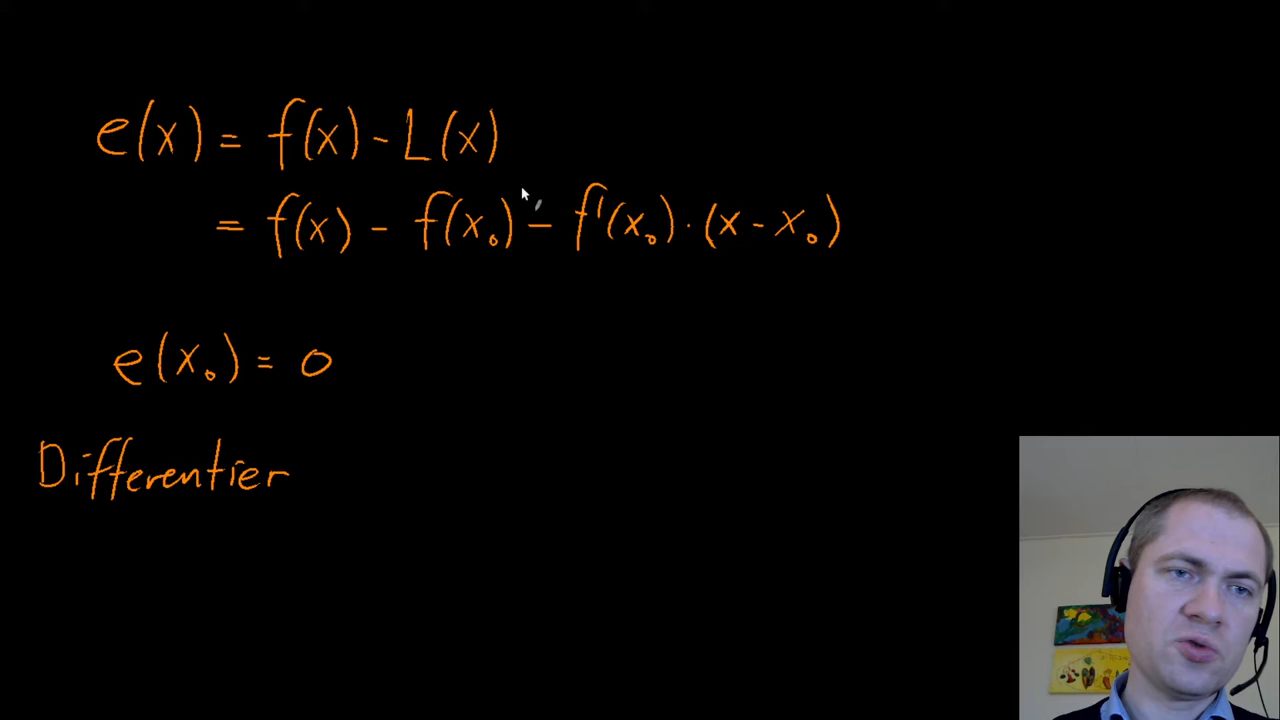 e(x) = f(x) - L(x)
= f(x) - f(x₀) - f'(x₀) · (x - x₀)
e(x₀) = 0
Differentier